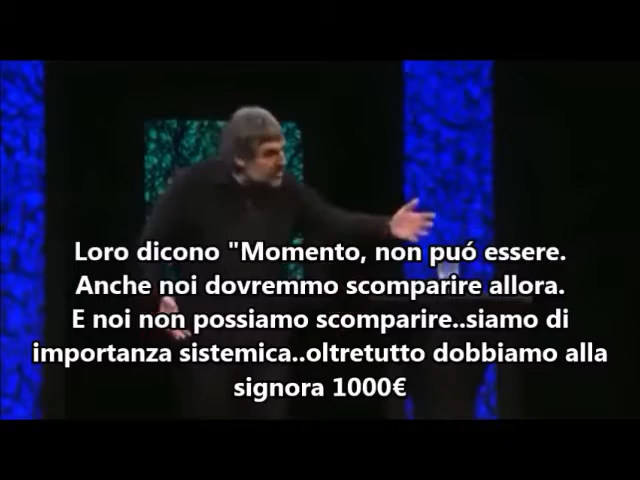 Loro dicono "Momento, non puó essere.
Anche noi dovremmo scomparire allora.
E noi non possiamo scomparire..siamo di
importanza sistemica..oltretutto dobbiamo alla
signora 1000€